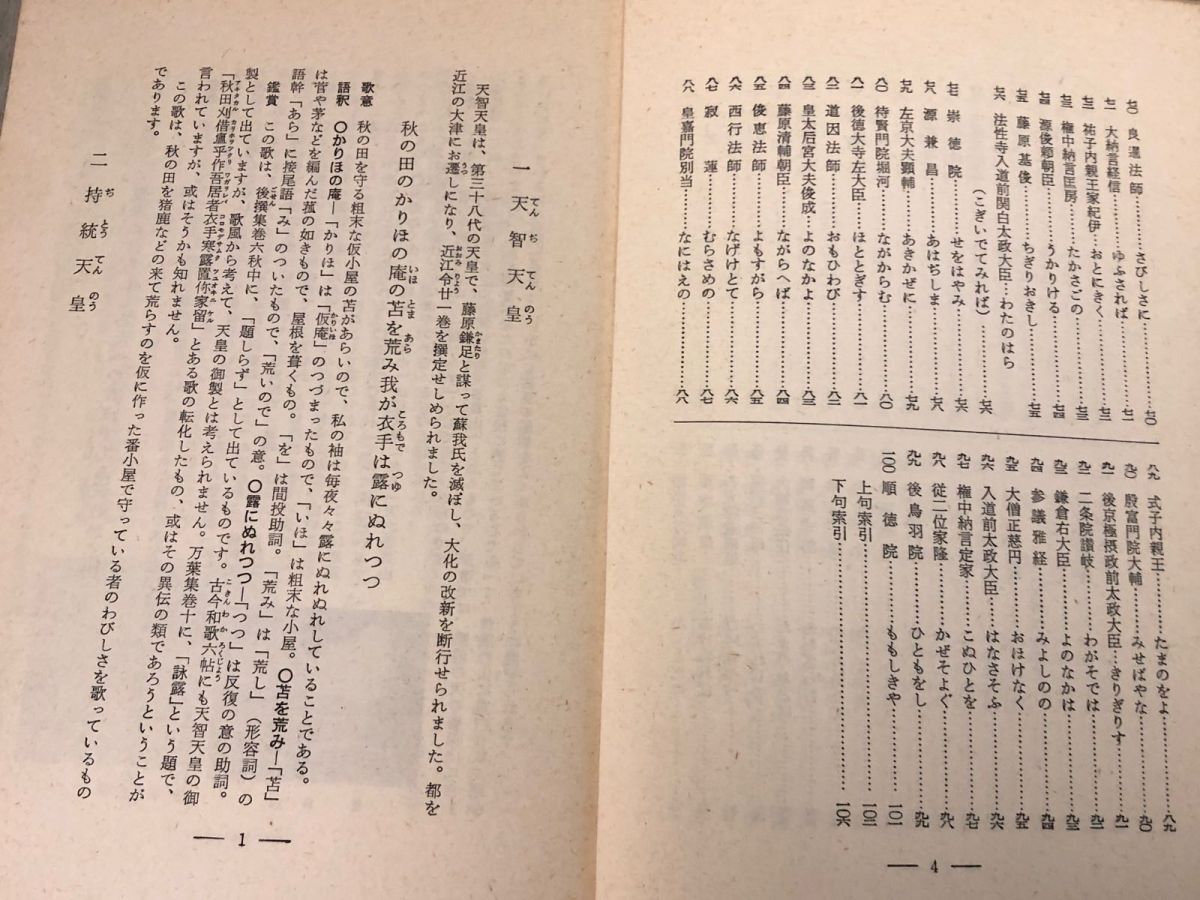 七〇 良暹法師……さびしさに……七〇
七一 大納言経信……ゆふされば……七一
七二 祐子内親王家紀伊…おとにきく……七二
七三 権中納言匡房……たかさごの……七三
七四 源俊頼朝臣……うかりける……七四
七五 藤原基俊……ちぎりおきし……七五
七六 法性寺入道前関白太政大臣…わたのはら
(こぎいでてみれば)……七六
七七 崇徳院……せをはやみ……
七八 源兼昌……あはぢしま……七八
七九 左京大夫顕輔……あきかぜに……七九
八〇 待賢門院堀河……ながからむ……八〇
八一 後徳大寺左大臣……ほととぎす……八一
八二 道因法師……おもひわび……八二
八三 皇太后宮大夫俊成…よのなかよ……八三
八四 藤原清輔朝臣……ながらへば……八四
八五 俊恵法師……よもすがら……八五
八六 西行法師……なげけとて……八六
八七 寂蓮……むらさめの……八七
八八 皇嘉門院別当……なにはえの……八八
八九 式子内親王……たまのをよ……八九
九〇 殷富門院大輔……みせばやな……九〇
九一 後京極摂政前太政大臣…きりぎりす……九一
九二 二条院讃岐……わがそでは……九二
九三 鎌倉右大臣……よのなかは……九三
九四 参議雅経……みよしのの……九四
九五 大僧正慈円……おほけなく……九五
九六 入道前太政大臣……はなさそふ……九六
九七 権中納言定家……こぬひとを……九七
九八 従二位家隆……かぜそよぐ……九八
九九 後鳥羽院……ひともをし……九九
一〇〇 順徳院……ももしきや……一〇一
上句索引……一〇三
下句索引……一〇六
― 4 ―
一 天智天皇
天智天皇は、第三十八代の天皇で、藤原鎌足と謀って蘇我氏を滅ぼし、大化の改新を断行せられました。都を
近江の大津にお遷しになり、近江令廿一巻を撰定せしめられました。
秋の田のかりほの庵の苫を荒み我が衣手は露にぬれつつ
歌意 秋の田を守る粗末な仮小屋の苫があらいので、私の袖は毎夜々々露にぬれぬれしていることである。
語釈 〇かりほの庵―「かりほ」は「仮庵」のつづまったもので、「いほ」は粗末な小屋。〇苫を荒み―「苫」
は菅や茅などを編んだ菰の如きもので、屋根を葺くもの。「を」は間投助詞。「荒み」は「荒し」(形容詞)の
語幹「あら」に接尾語「み」のついたもので、「荒いので」の意。〇露にぬれつつ―「つつ」は反復の意の助詞。
鑑賞 この歌は、後撰集巻六秋中に、「題しらず」として出ているものです。古今和歌六帖にも天智天皇の御
製として出ていますが、歌風から考えて、天皇の御製とは考えられません。万葉集巻十に、「詠露」という題で、
「秋田刈借廬乎作吾居者衣手寒露置弥家留」とある歌の転化したもの、或はその異伝の類であろうということが
言われていますが、或はそうかも知れません。
この歌は、秋の田を猪鹿などの来て荒らすのを仮に作った番小屋で守っている者のわびしさを歌っているもの
であります。
二 持統天皇
― 1 ―